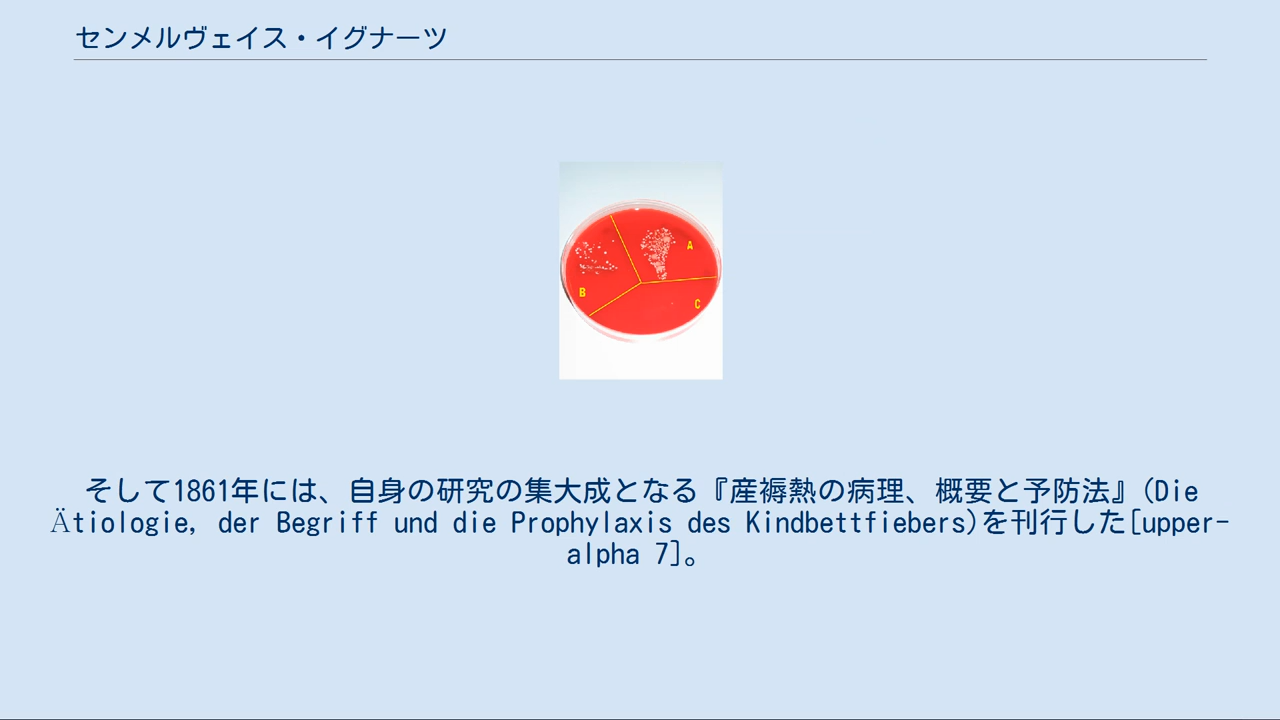 センメルヴェイス・イグナーツ
A
B
C
そして1861年には、自身の研究の集大成となる『産褥熱の病理、概要と予防法』(Die
Ätiologie, der Begriff und die Prophylaxis des Kindbettfiebers)を刊行した[upper-
alpha 7]。